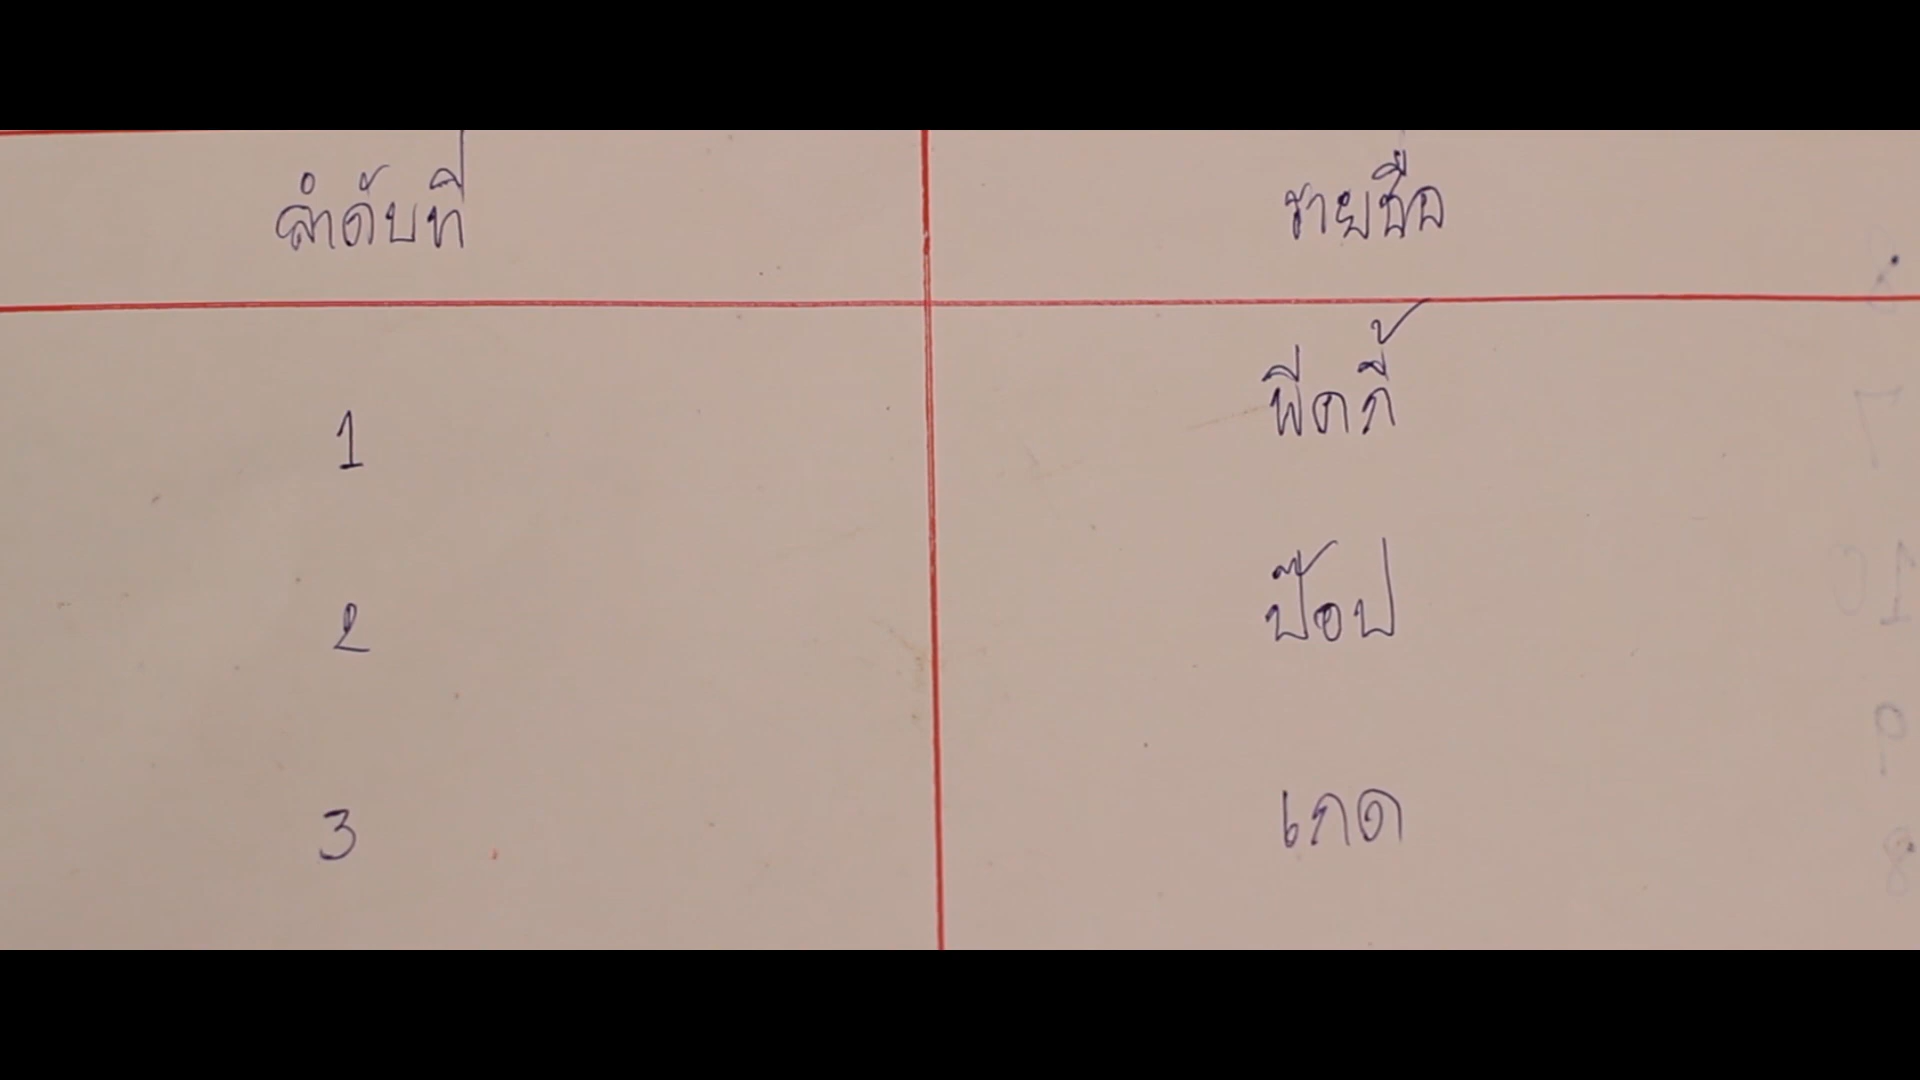 ลำดับที่ รายชื่อ
1 พีคกี้
2 ป๊อป
3 เกด